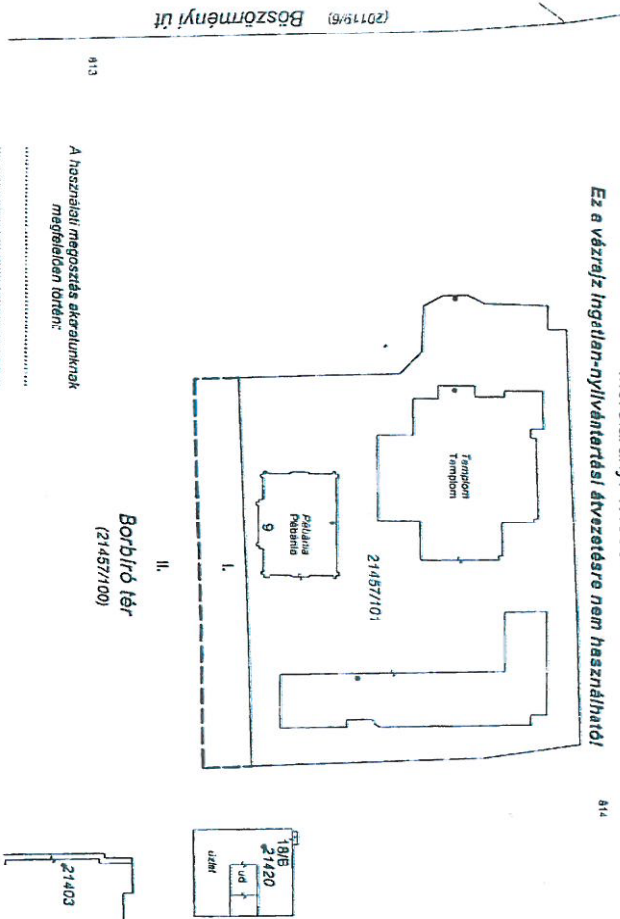 Ez a vázrajz ingatlan-nyilvántartási átvezetésre nem használható!
814
813
(20119/6) Böszörményi út
Templom
Templom
21457/101
Plébánia
Plébánia
9
I.
II.
Borbíró tér
(21457/100)
A használati megosztás akaratunknak
megfelelően történt:
18/B
21420
üzlet
ud
21403